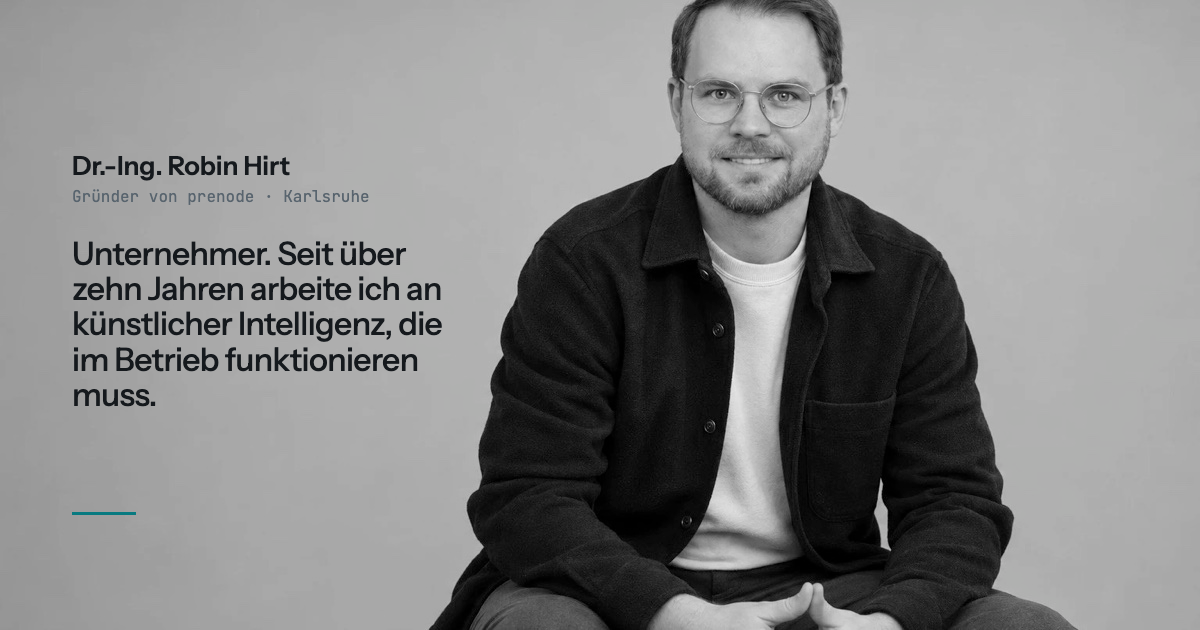 Dr.-Ing. Robin Hirt
Gründer von prenode · Karlsruhe
Unternehmer. Seit über
zehn Jahren arbeite ich an
künstlicher Intelligenz, die
im Betrieb funktionieren
muss.